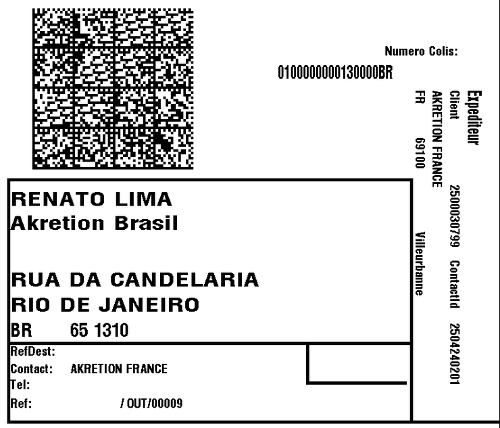 Numero Colis:
0100000000130000BR
Expediteur
Client 2500030799 ContactId 2504240201
AKRETION FRANCE
FR 69100 Villeurbanne
RENATO LIMA
Akretion Brasil
RUA DA CANDELARIA
RIO DE JANEIRO
BR 65 1310
RefDest:
Contact: AKRETION FRANCE
Tel:
Ref: / OUT/00009